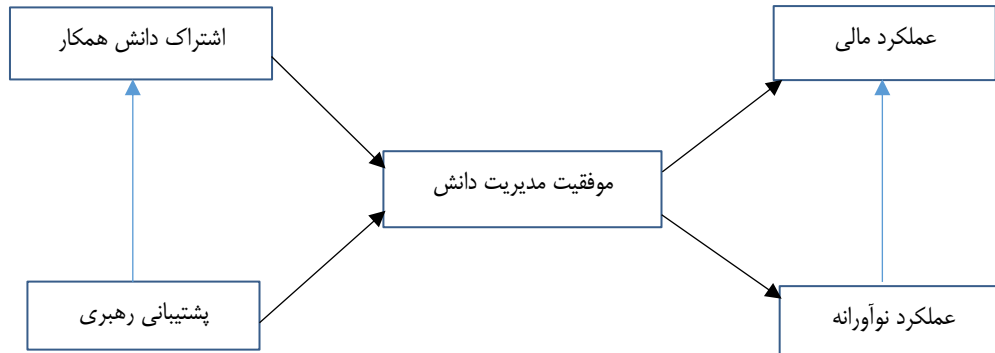 اشتراک دانش همکار
عملکرد مالی
موفقیت مدیریت دانش
پشتیبانی رهبری
عملکرد نوآورانه